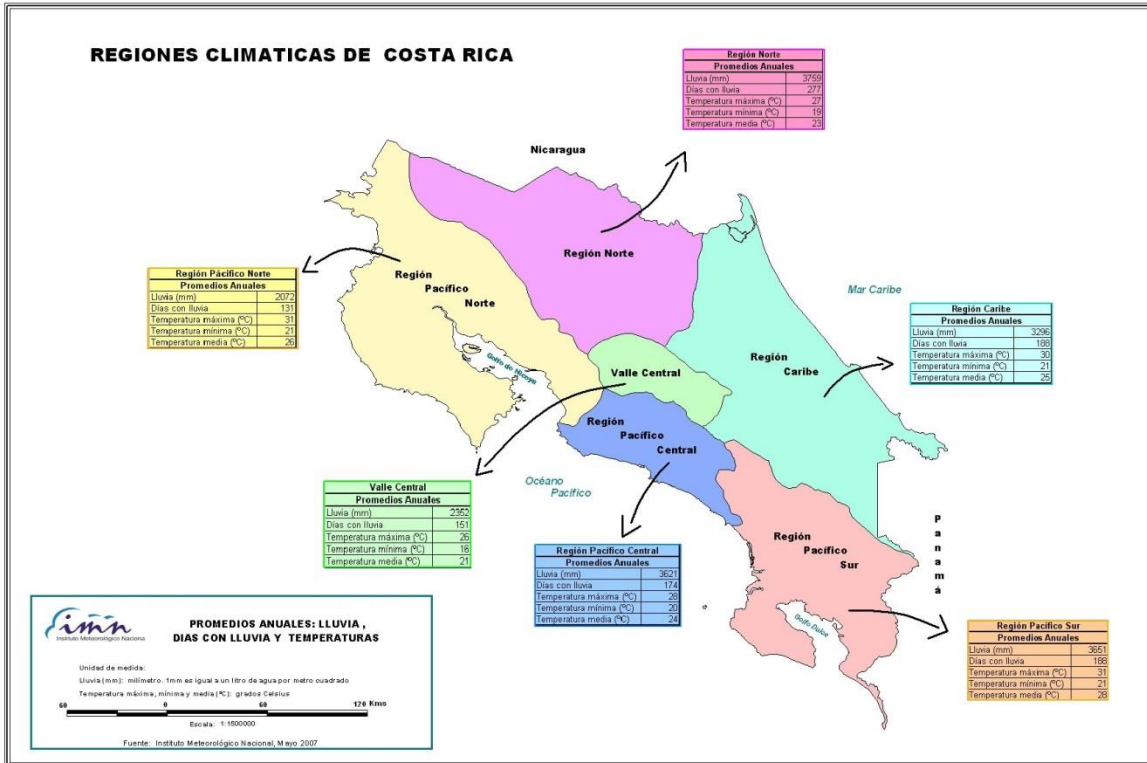 REGIONES CLIMATICAS DE COSTA RICA
Región Norte
Promedios Anuales
Lluvia (mm) 3759
Días con lluvia 277
Temperatura máxima (ºC) 27
Temperatura mínima (ºC) 19
Temperatura media (ºC) 23
Nicaragua
Región Norte
Región Pácífico Norte
Promedios Anuales
Lluvia (mm) 2072
Días con lluvia 131
Temperatura máxima (ºC) 31
Temperatura mínima (ºC) 21
Temperatura media (ºC) 26
Región
Pacífico
Norte
Mar Caribe
Región Caribe
Promedios Anuales
Lluvia (mm) 3296
Días con lluvia 188
Temperatura máxima (ºC) 30
Temperatura mínima (ºC) 21
Temperatura media (ºC) 25
Golfo de Nicoya
Valle Central
Región
Caribe
Región
Pacífico
Central
Océano
Pacífico
Valle Central
Promedios Anuales
Lluvia (mm) 2352
Días con lluvia 151
Temperatura máxima (ºC) 26
Temperatura mínima (ºC) 16
Temperatura media (ºC) 21
Región Pacífico Central
Promedios Anuales
Lluvia (mm) 3621
Días con lluvia 174
Temperatura máxima (ºC) 28
Temperatura mínima (ºC) 20
Temperatura media (ºC) 24
Región
Pacífico
Sur
Panamá
Golfo Dulce
Región Pacífico Sur
Promedios Anuales
Lluvia (mm) 3651
Días con lluvia 188
Temperatura máxima (ºC) 31
Temperatura mínima (ºC) 21
Temperatura media (ºC) 28
imn
Instituto Meteorológico Naciona
PROMEDIOS ANUALES: LLUVIA ,
DIAS CON LLUVIA Y TEMPERATURAS
Unidad de medida:
Lluvia (mm): milímetro. 1mm es igual a un litro de agua por metro cuadrado
Temperatura máxima, mínima y media (ºC): grados Celsius
60 0 60 120 Kms
Escala: 1:1500000
Fuente: Instituto Meteorológico Nacional, Mayo 2007